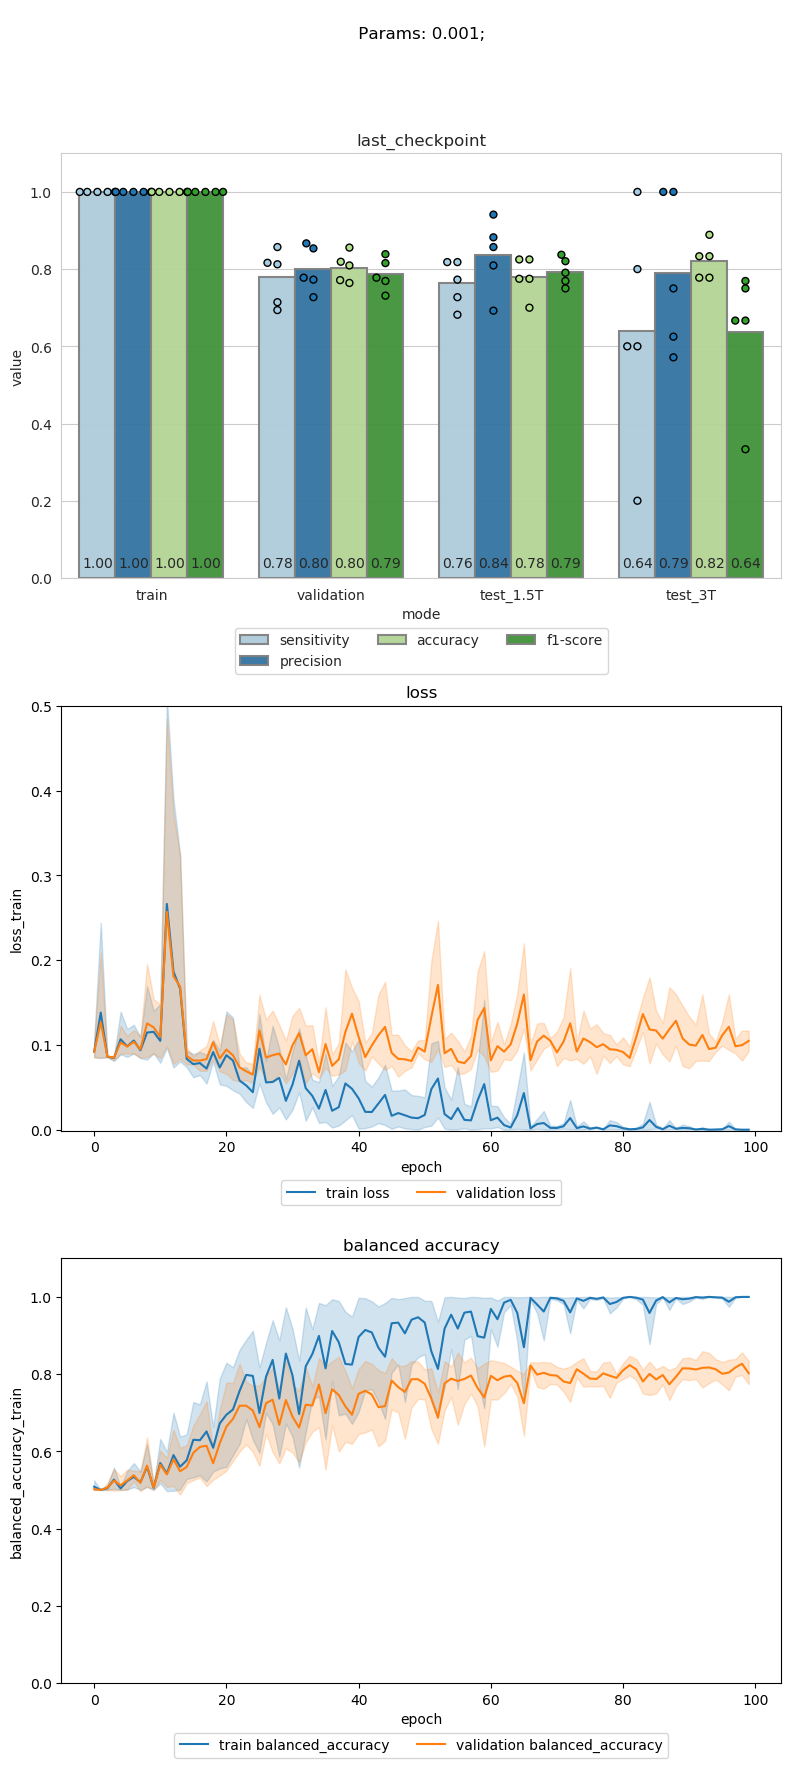 Params: 0.001;
last_checkpoint
1.0
0.8
0.6
0.4
0.2
0.0
value
1.00 1.00 1.00 1.00 0.78 0.80 0.80 0.79 0.76 0.84 0.78 0.79 0.64 0.79 0.82 0.64
train validation test_1.5T test_3T
mode
sensitivity accuracy f1-score
precision
loss
0.5
0.4
0.3
0.2
0.1
0.0
loss_train
0 20 40 60 80 100
epoch
train loss validation loss
balanced accuracy
1.0
0.8
0.6
0.4
0.2
0.0
balanced_accuracy_train
0 20 40 60 80 100
epoch
train balanced_accuracy validation balanced_accuracy